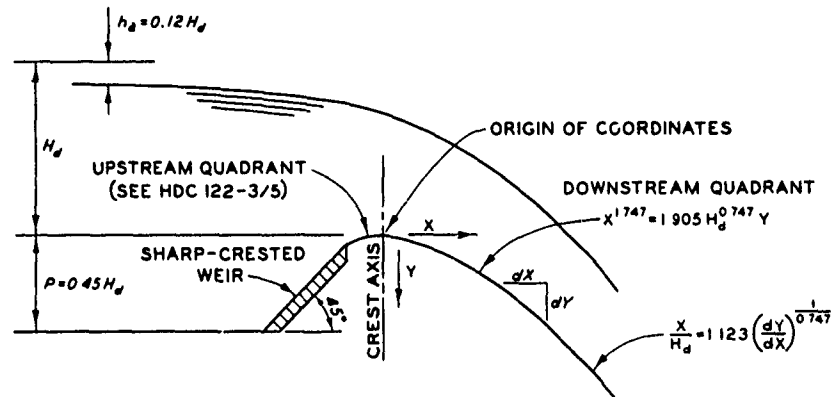 h_a = 0.12 H_d
H_d
ORIGIN OF COORDINATES
UPSTREAM QUADRANT
(SEE HDC 122-3/5)
DOWNSTREAM QUADRANT
X^1.747 = 1.905 H_d^0.747 Y
X
SHARP-CRESTED
WEIR
P = 0.45 H_d
Y
dX
dY
45°
CREST AXIS
X/H_d = 1.123 (dY/dX)^(1/0.747)